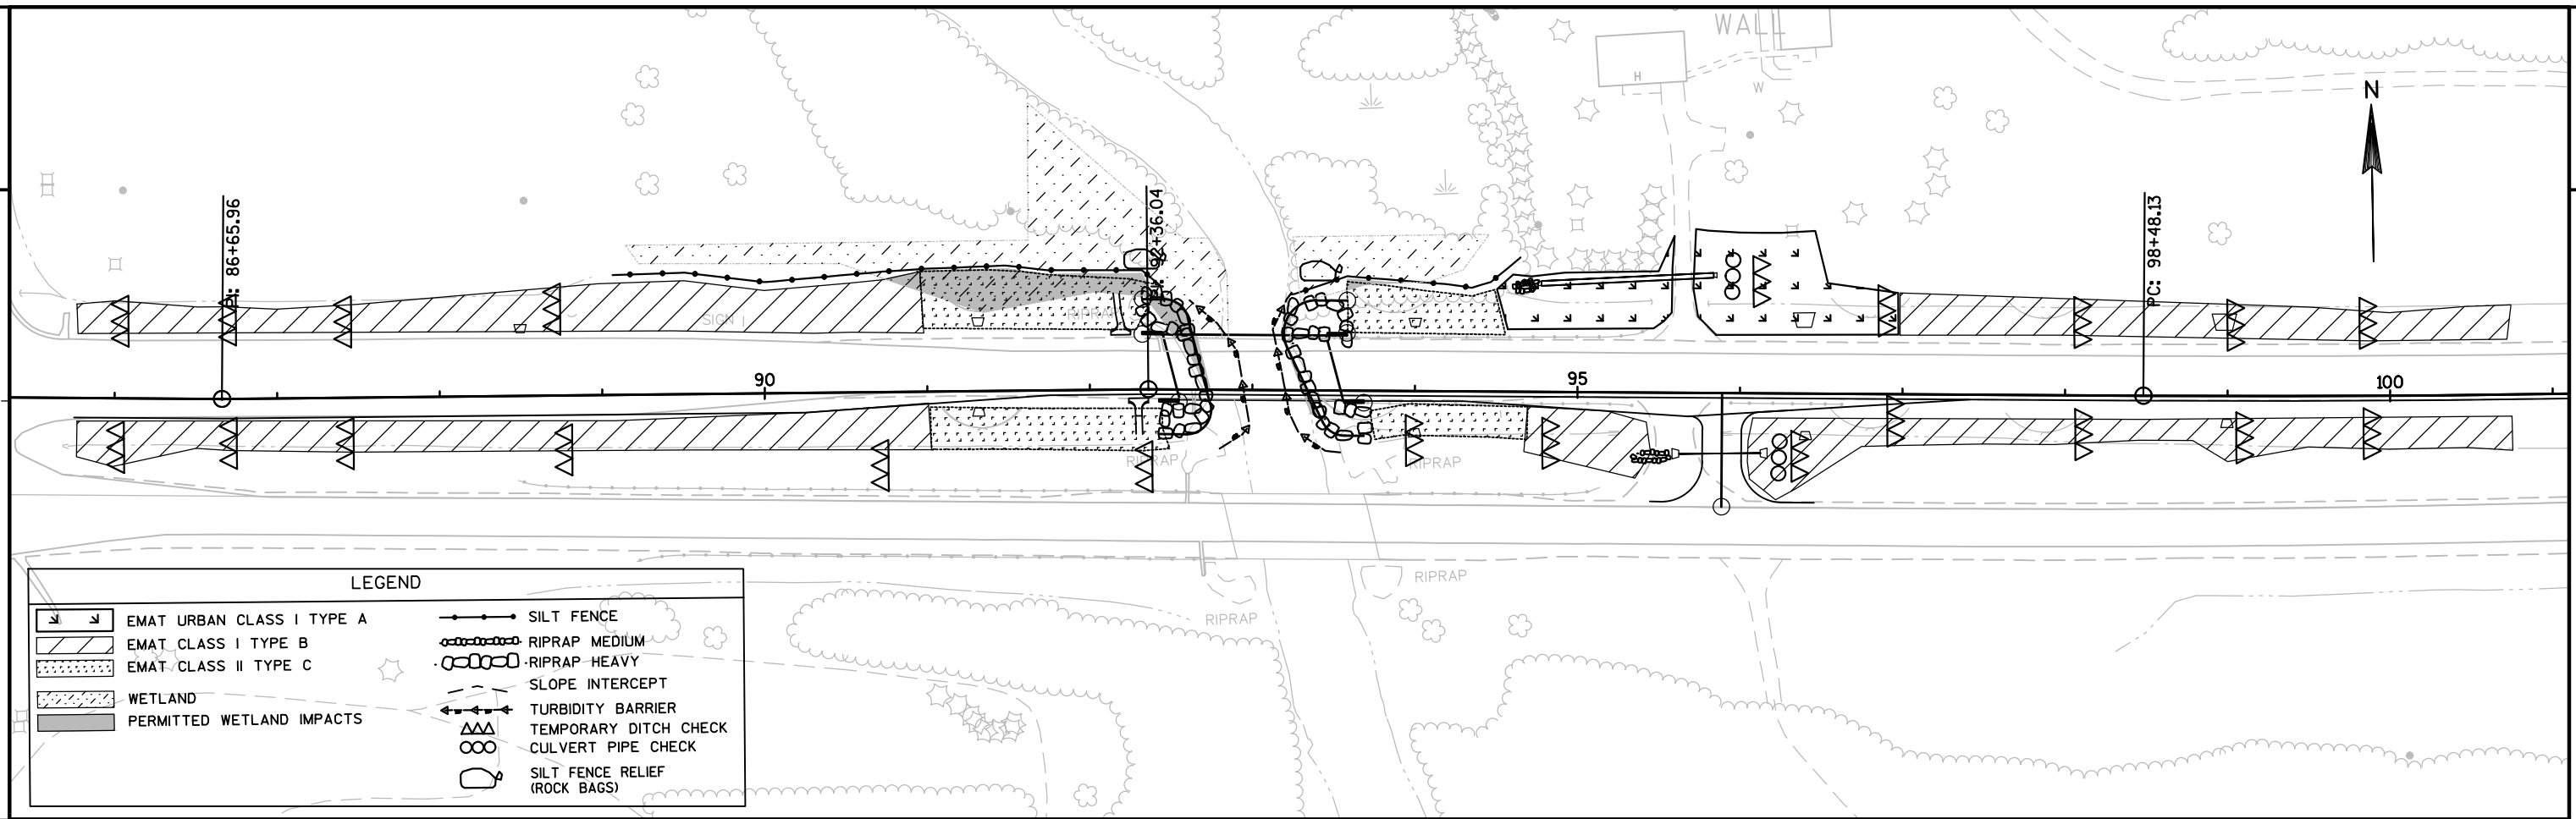 WALL
H
W
N
PI: 86+65.96
92+36.04
PC: 98+48.13
SIGN
RIPRAP
90
95
100
RIPRAP
RIPRAP
RIPRAP
RIPRAP
LEGEND
EMAT URBAN CLASS I TYPE A
EMAT CLASS I TYPE B
EMAT CLASS II TYPE C
WETLAND
PERMITTED WETLAND IMPACTS
SILT FENCE
RIPRAP MEDIUM
RIPRAP HEAVY
SLOPE INTERCEPT
TURBIDITY BARRIER
TEMPORARY DITCH CHECK
CULVERT PIPE CHECK
SILT FENCE RELIEF
(ROCK BAGS)